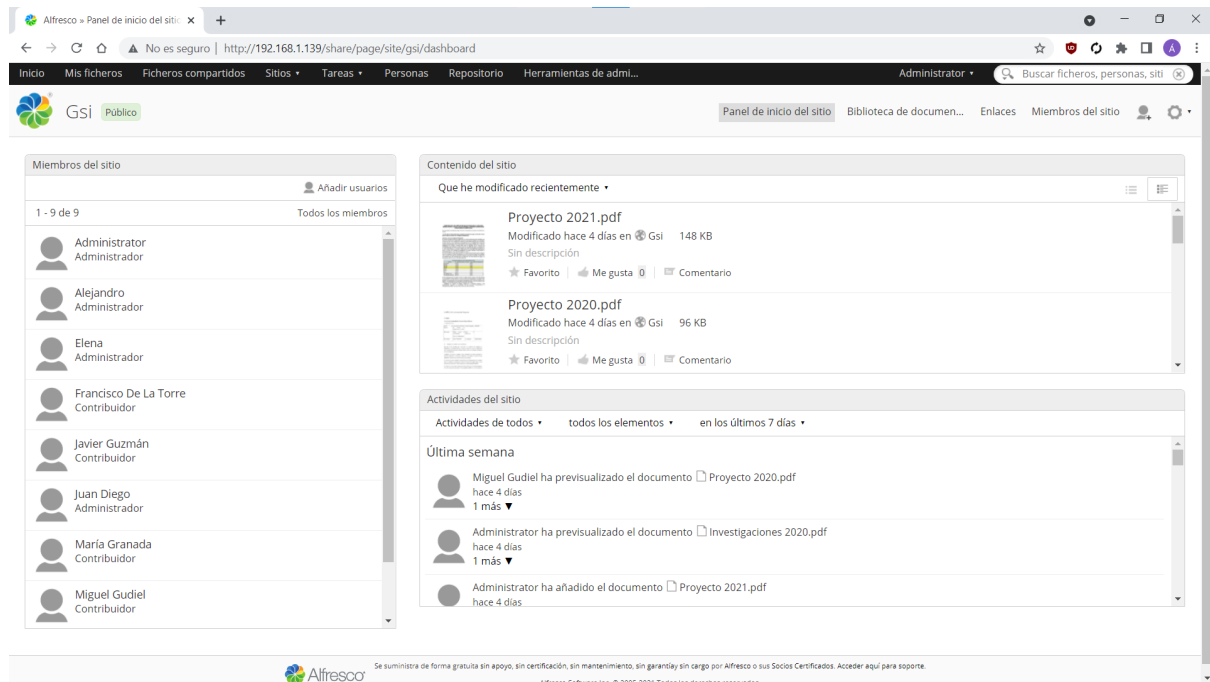 Alfresco » Panel de inicio del sitio
No es seguro | http://192.168.1.139/share/page/site/gsi/dashboard
Inicio Mis ficheros Ficheros compartidos Sitios Tareas Personas Repositorio Herramientas de admi... Administrator Buscar ficheros, personas, siti
Gsi Público Panel de inicio del sitio Biblioteca de documen... Enlaces Miembros del sitio
Miembros del sitio
Añadir usuarios
1 - 9 de 9 Todos los miembros
Administrator
Administrador
Alejandro
Administrador
Elena
Administrador
Francisco De La Torre
Contribuidor
Javier Guzmán
Contribuidor
Juan Diego
Administrador
María Granada
Contribuidor
Miguel Gudiel
Contribuidor
Contenido del sitio
Que he modificado recientemente
Proyecto 2021.pdf
Modificado hace 4 días en Gsi 148 KB
Sin descripción
Favorito Me gusta 0 Comentario
Proyecto 2020.pdf
Modificado hace 4 días en Gsi 96 KB
Sin descripción
Favorito Me gusta 0 Comentario
Actividades del sitio
Actividades de todos todos los elementos en los últimos 7 días
Última semana
Miguel Gudiel ha previsualizado el documento Proyecto 2020.pdf
hace 4 días
1 más ▼
Administrator ha previsualizado el documento Investigaciones 2020.pdf
hace 4 días
1 más ▼
Administrator ha añadido el documento Proyecto 2021.pdf
hace 4 días
Alfresco
Se suministra de forma gratuita sin apoyo, sin certificación, sin mantenimiento, sin garantíay sin cargo por Alfresco o sus Socios Certificados. Acceder aquí para soporte.